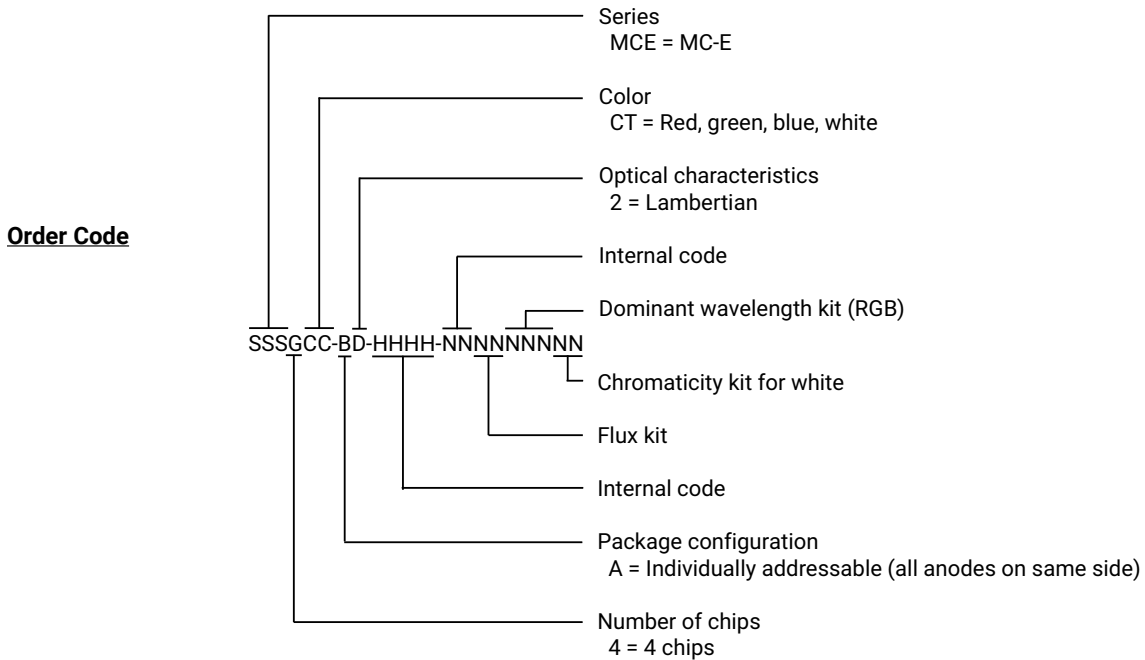 Series
MCE = MC-E
Color
CT = Red, green, blue, white
Optical characteristics
2 = Lambertian
Order Code
Internal code
Dominant wavelength kit (RGB)
SSSGCC-BD-HHHH-NNNNNNNNN
Chromaticity kit for white
Flux kit
Internal code
Package configuration
A = Individually addressable (all anodes on same side)
Number of chips
4 = 4 chips